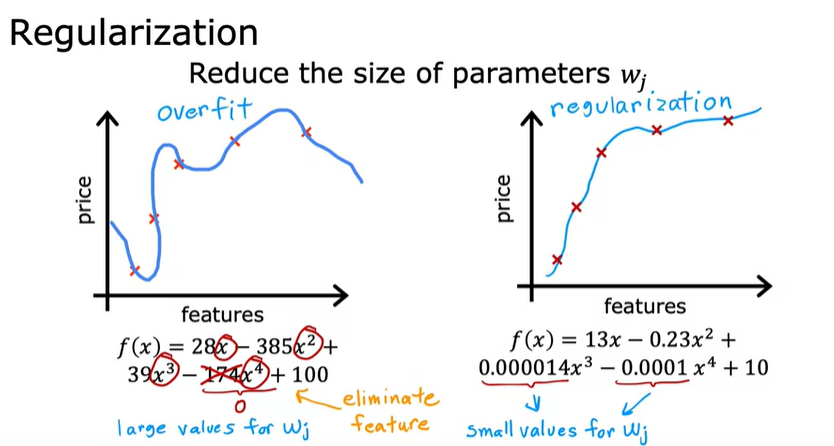 Regularization
Reduce the size of parameters wⱼ
overfit
price
features
f(x) = 28x − 385x² +
39x³ − 174x⁴ + 100
0
eliminate
feature
large values for wⱼ
regularization
price
features
f(x) = 13x − 0.23x² +
0.000014x³ − 0.0001 x⁴ + 10
small values for wⱼ